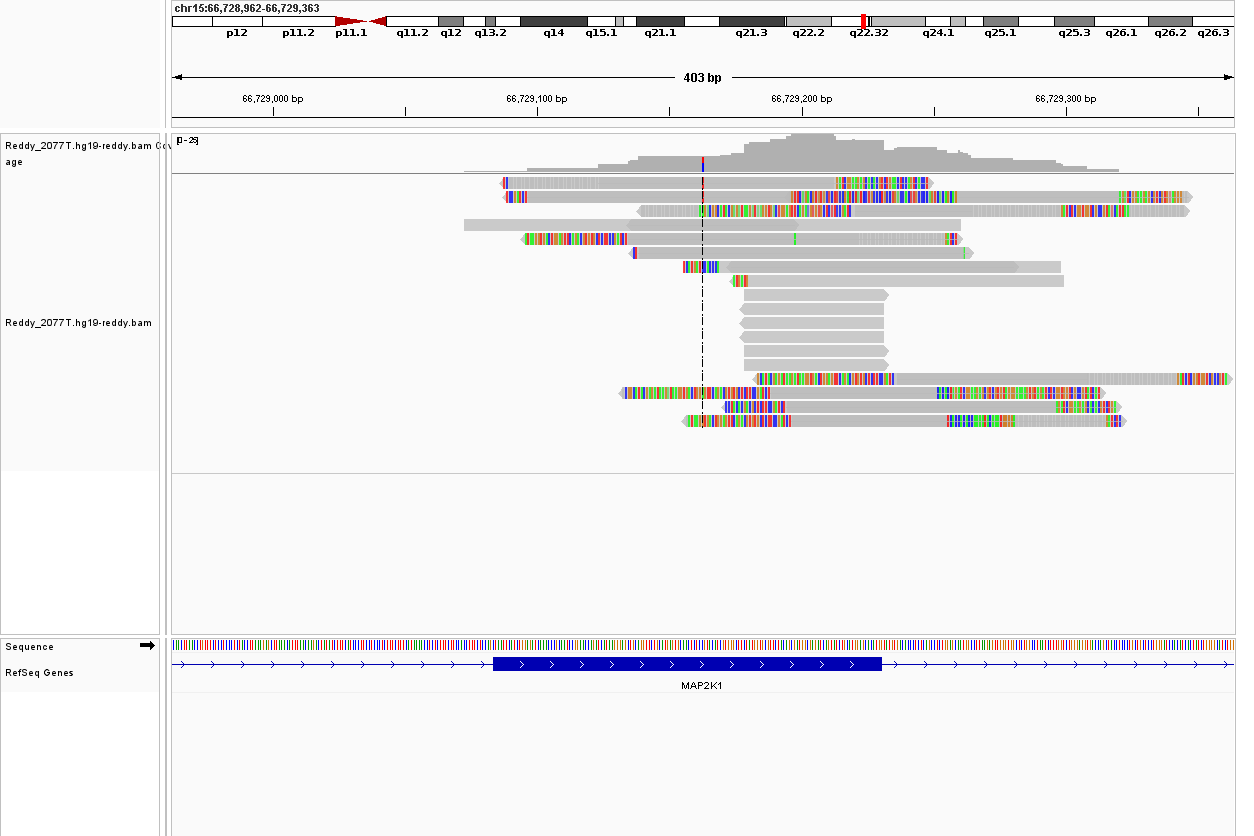 chr15:66,728,962-66,729,363
p12 p11.2 p11.1 q11.2 q12 q13.2 q14 q15.1 q21.1 q21.3 q22.2 q22.32 q24.1 q25.1 q25.3 q26.1 q26.2 q26.3
403 bp
66,729,000 bp 66,729,100 bp 66,729,200 bp 66,729,300 bp
Reddy_2077T.hg19-reddy.bam Cov
age
Reddy_2077T.hg19-reddy.bam
Sequence
RefSeq Genes
MAP2K1